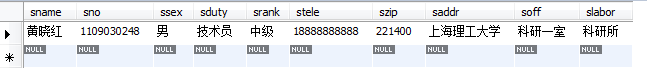 sname sno ssex sduty srank stele szip saddr soff slabor
黄晓红 1109030248 男 技术员 中级 18888888888 221400 上海理工大学 科研一室 科研所
NULL NULL NULL NULL NULL NULL NULL NULL NULL NULL